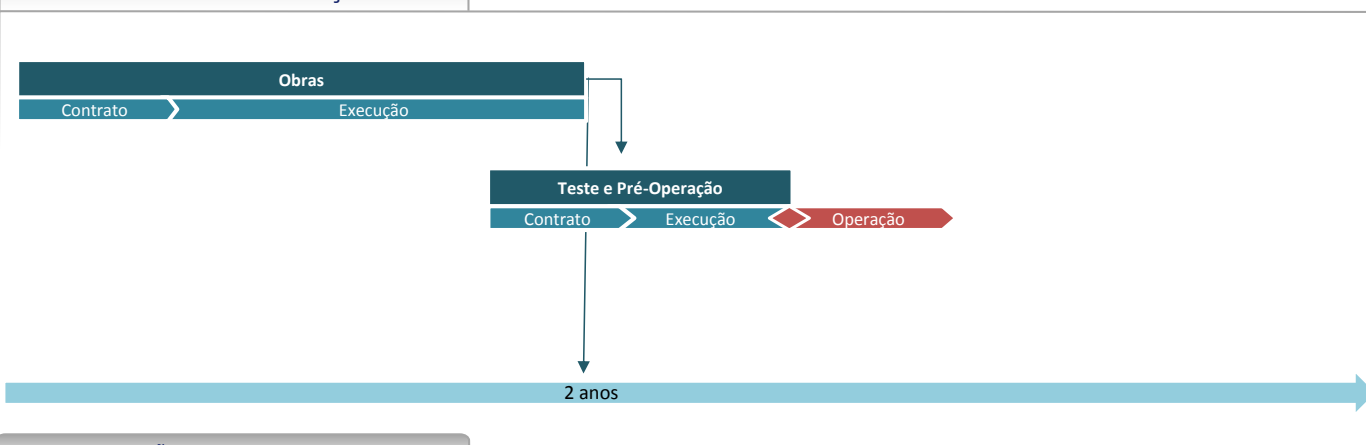 Obras
Contrato
Execução
Teste e Pré-Operação
Contrato
Execução
Operação
2 anos